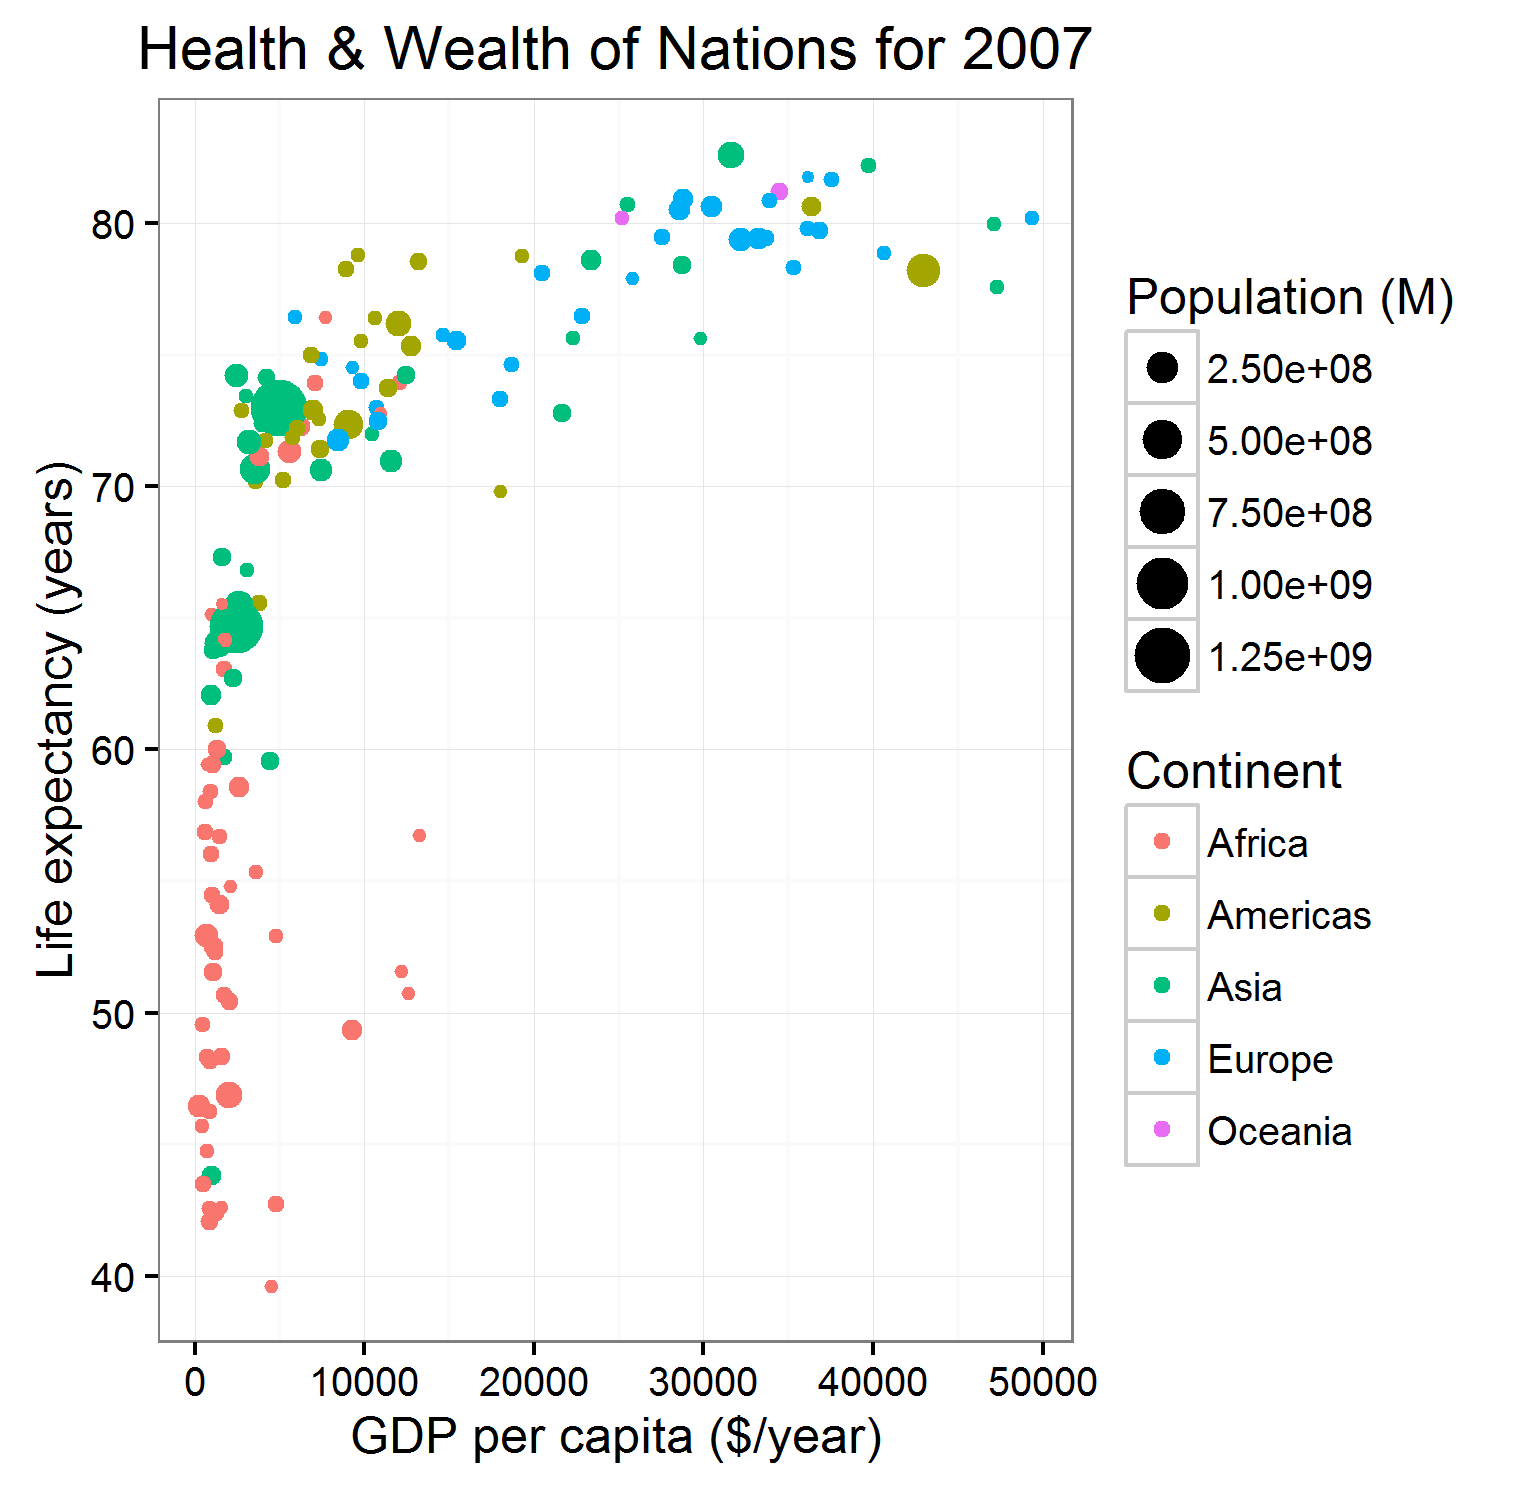 Health & Wealth of Nations for 2007
Life expectancy (years)
80
70
60
50
40
0 10000 20000 30000 40000 50000
GDP per capita ($/year)
Population (M)
2.50e+08
5.00e+08
7.50e+08
1.00e+09
1.25e+09
Continent
Africa
Americas
Asia
Europe
Oceania